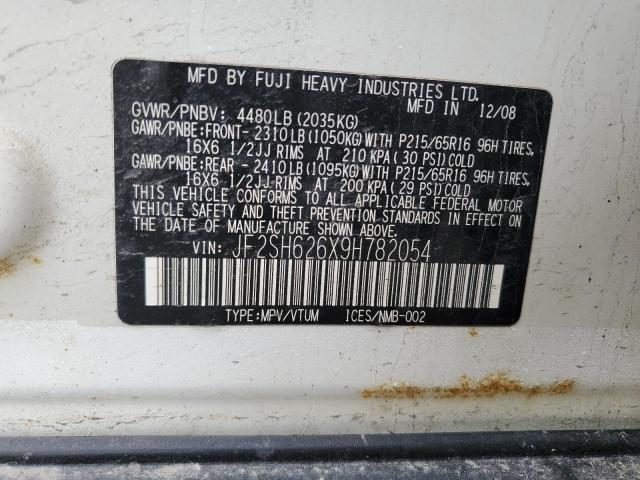 MFD BY FUJI HEAVY INDUSTRIES LTD.
MFD IN 12/08
GVWR/PNBV: 4480LB(2035KG)
GAWR/PNBE:FRONT- 2310LB(1050KG)WITH P215/65R16 96H TIRES,
16X6 1/2JJ RIMS AT 210 KPA(30 PSI)COLD
GAWR/PNBE:REAR - 2410LB(1095KG)WITH P215/65R16 96H TIRES,
16X6 1/2JJ RIMS AT 200 KPA(29 PSI)COLD
THIS VEHICLE CONFORMS TO ALL APPLICABLE FEDERAL MOTOR
VEHICLE SAFETY AND THEFT PREVENTION STANDARDS IN EFFECT
ON THE DATE OF MANUFACTURE SHOWN ABOVE.
VIN: JF2SH626X9H782054
TYPE:MPV/VTUM ICES/NMB-002